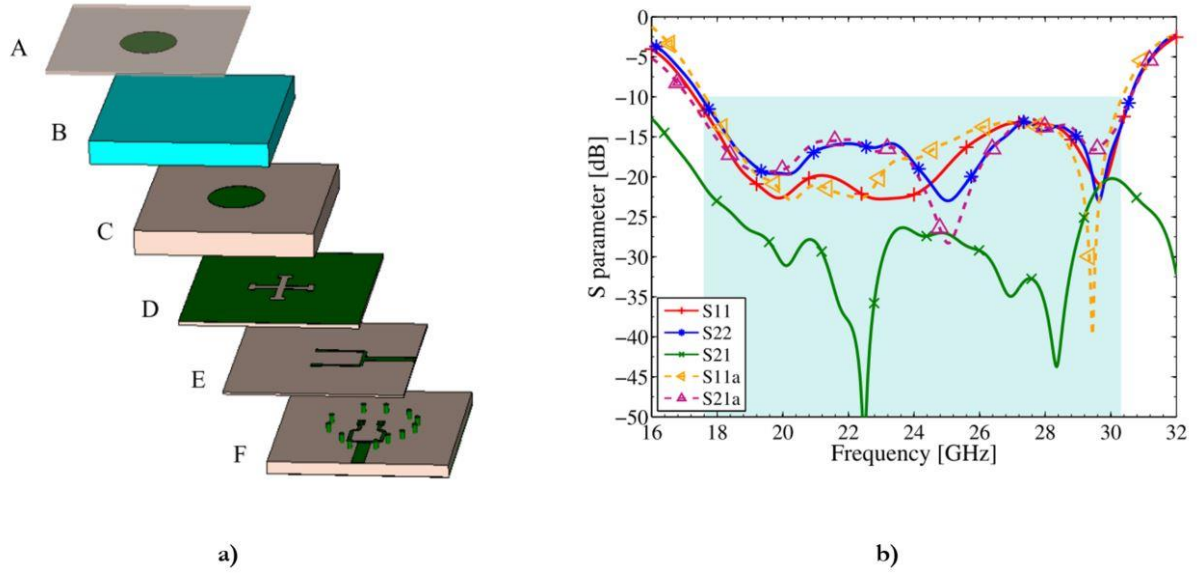 A
B
C
D
E
F
a)
0
−5
−10
−15
−20
−25
−30
−35
−40
−45
−50
S parameter [dB]
S11
S22
S21
S11a
S21a
16 18 20 22 24 26 28 30 32
Frequency [GHz]
b)